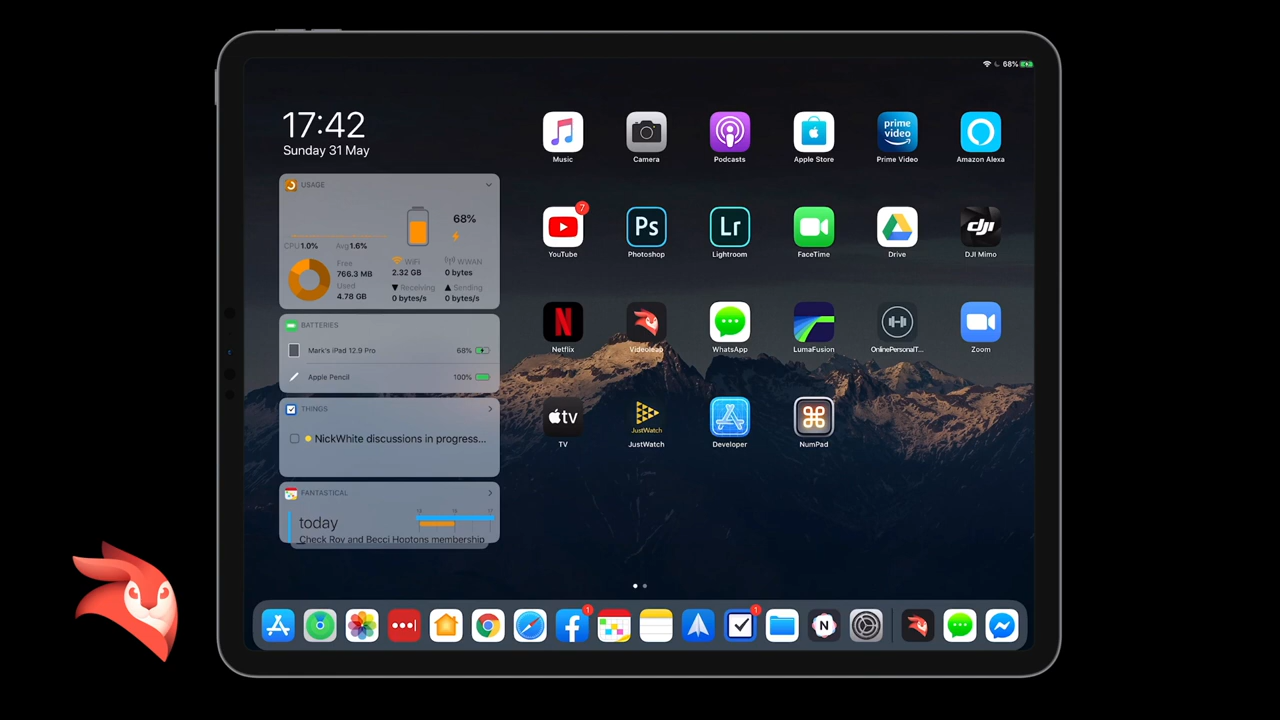 68%
17:42
Sunday 31 May
USAGE
68%
CPU 1.0% Avg 1.6%
Free
766.3 MB
Used
4.78 GB
WiFi
2.32 GB
WWAN
0 bytes
Receiving
0 bytes/s
Sending
0 bytes/s
BATTERIES
Mark's iPad 12.9 Pro 68%
Apple Pencil 100%
THINGS
NickWhite discussions in progress...
FANTASTICAL
today
Check Roy and Becci Hoptons membership
prime video
Music Camera Podcasts Apple Store Prime Video Amazon Alexa
7
Ps Lr dji
YouTube Photoshop Lightroom FaceTime Drive DJI Mimo
N
Netflix Videoleap WhatsApp LumaFusion OnlinePersonalT... Zoom
tv JustWatch
TV JustWatch Developer NumPad
1 1
N